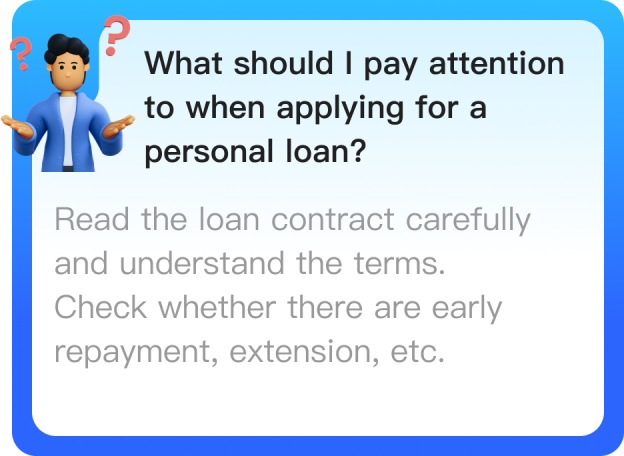 What should I pay attention
to when applying for a
personal loan?
Read the loan contract carefully
and understand the terms.
Check whether there are early
repayment, extension, etc.